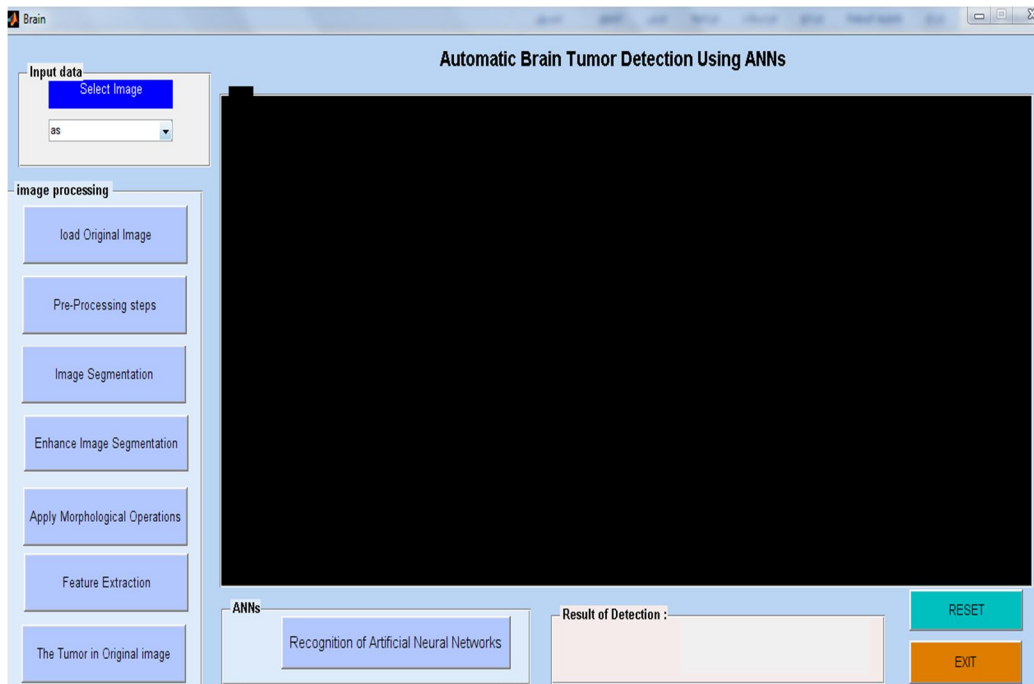 Brain
Automatic Brain Tumor Detection Using ANNs
Input data
Select Image
as
image processing
load Original Image
Pre-Processing steps
Image Segmentation
Enhance Image Segmentation
Apply Morphological Operations
Feature Extraction
The Tumor in Original image
ANNs
Recognition of Artificial Neural Networks
Result of Detection :
RESET
EXIT